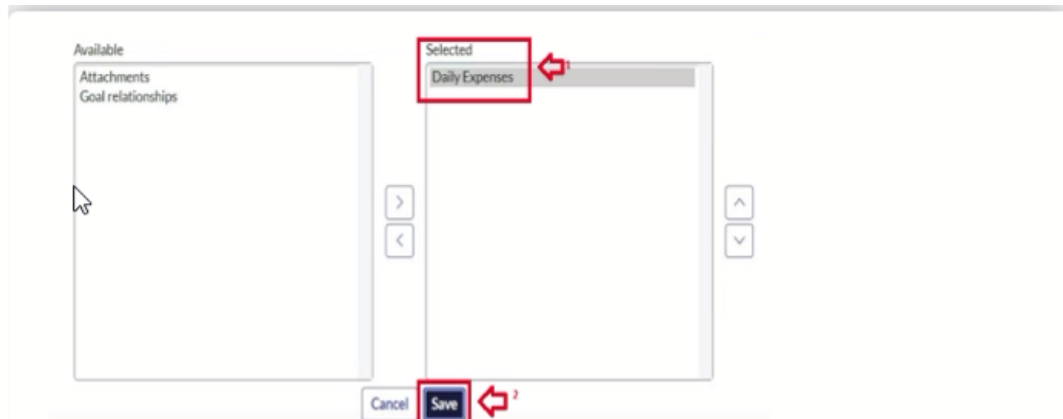 Available
Attachments
Goal relationships
Selected
Daily Expenses
1
Cancel
Save
2